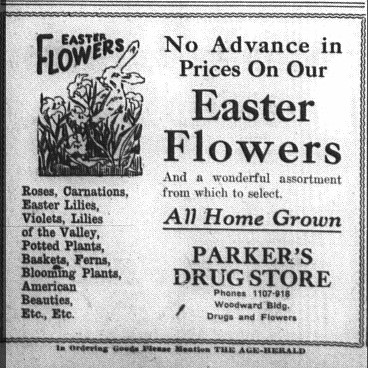 EASTER
FLOWERS
No Advance in
Prices On Our
Easter
Flowers
And a wonderful assortment
from which to select.
All Home Grown
Roses, Carnations,
Easter Lilies,
Violets, Lilies
of the Valley,
Potted Plants,
Baskets, Ferns,
Blooming Plants,
American
Beauties,
Etc., Etc.
PARKER'S
DRUG STORE
Phones 1107-918
Woodward Bldg.
Drugs and Flowers
In Ordering Goods Please Mention THE AGE-HERALD